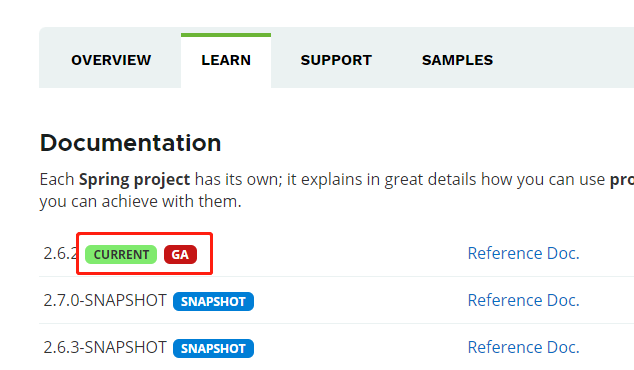 OVERVIEW LEARN SUPPORT SAMPLES
Documentation
Each Spring project has its own; it explains in great details how you can use pro
you can achieve with them.
2.6.2 CURRENT GA Reference Doc.
2.7.0-SNAPSHOT SNAPSHOT Reference Doc.
2.6.3-SNAPSHOT SNAPSHOT Reference Doc.